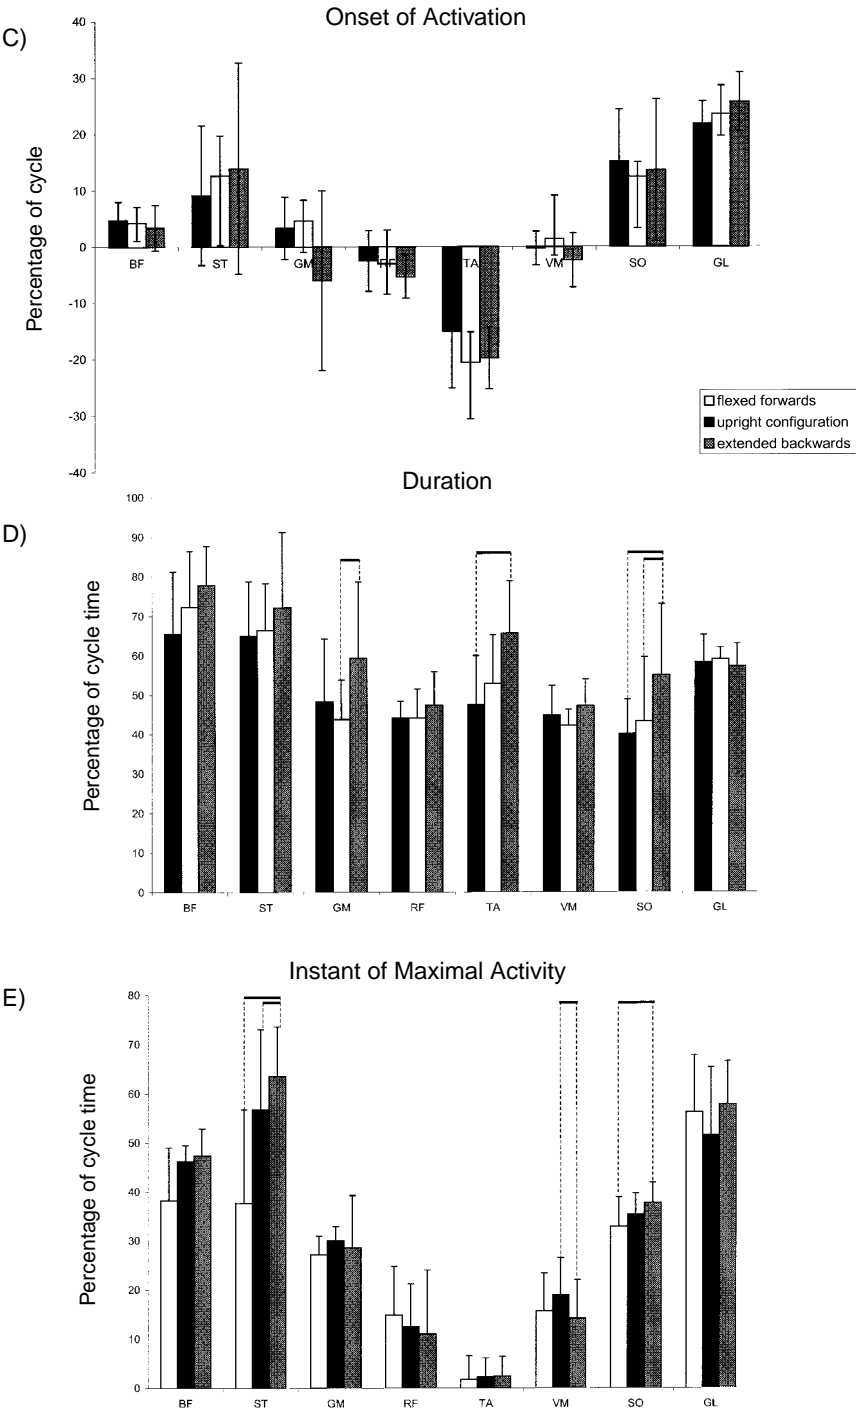 Onset of Activation
C)
40
30
20
10
0
-10
-20
-30
-40
Percentage of cycle
BF ST GM RF TA VM SO GL
flexed forwards
upright configuration
extended backwards
Duration
D)
100
90
80
70
60
50
40
30
20
10
0
Percentage of cycle time
BF ST GM RF TA VM SO GL
Instant of Maximal Activity
E)
80
70
60
50
40
30
20
10
0
Percentage of cycle time
BF ST GM RF TA VM SO GL